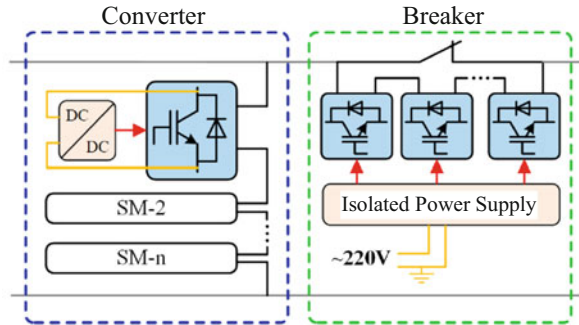 Converter
Breaker
DC
DC
SM-2
SM-n
Isolated Power Supply
~220V